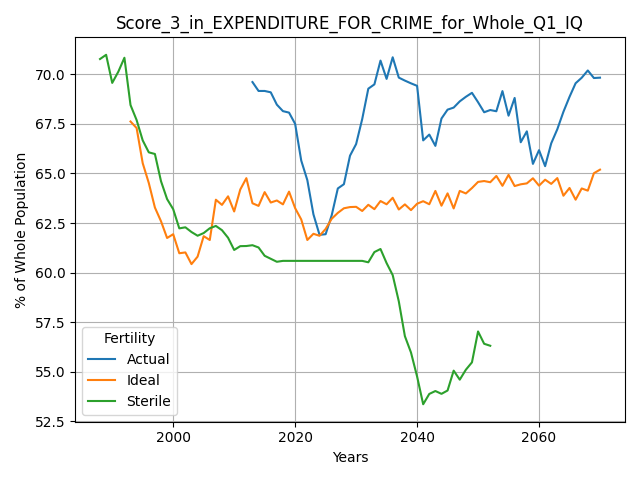 Score_3_in_EXPENDITURE_FOR_CRIME_for_Whole_Q1_IQ
% of Whole Population
70.0
67.5
65.0
62.5
60.0
57.5
55.0
52.5
Fertility
Actual
Ideal
Sterile
2000 2020 2040 2060
Years